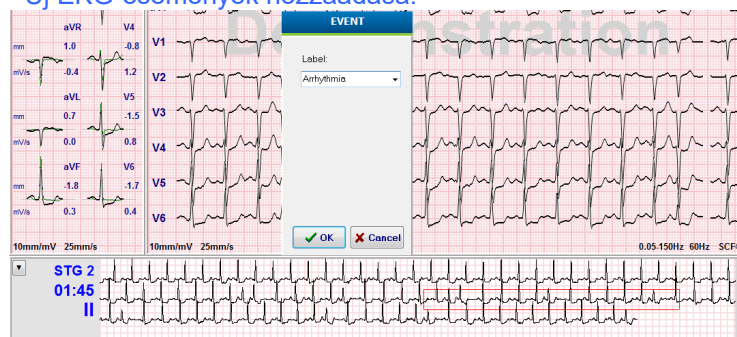 Új EKG-események hozzáadása:
Demonstration
EVENT
Label:
Arrhythmia
OK
Cancel
aVR V4
mm 1.0 -0.8
mV/s -0.4 1.2
aVL V5
mm 0.7 -1.5
mV/s 0.0 0.8
aVF V6
mm -1.8 -1.7
mV/s 0.3 0.4
10mm/mV 25mm/s
V1
V2
V3
V4
V5
V6
10mm/mV 25mm/s
0.05-150Hz 60Hz
STG 2
01:45
II